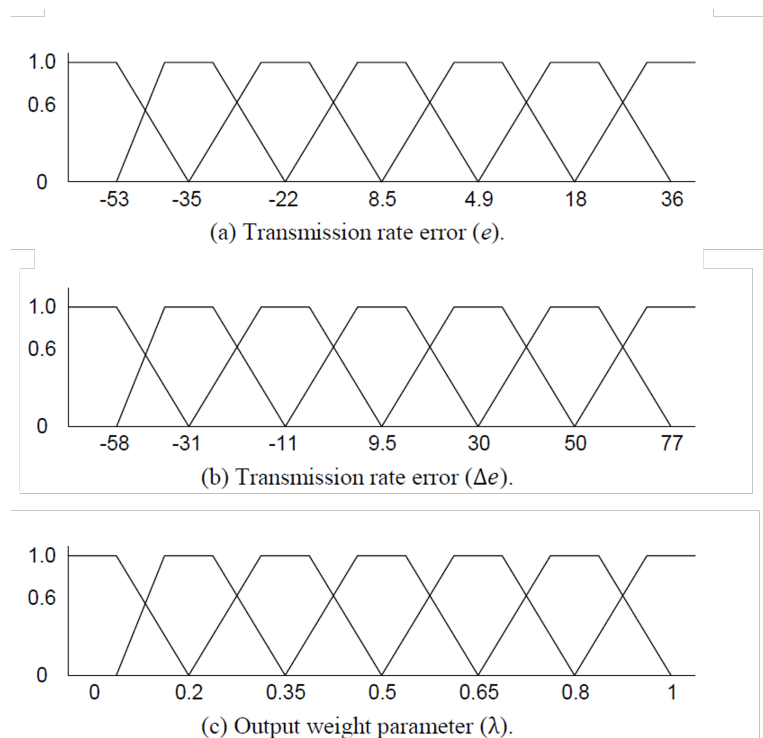 1.0
0.6
0
-53 -35 -22 8.5 4.9 18 36
(a) Transmission rate error (e).
1.0
0.6
0
-58 -31 -11 9.5 30 50 77
(b) Transmission rate error (Δe).
1.0
0.6
0
0 0.2 0.35 0.5 0.65 0.8 1
(c) Output weight parameter (λ).